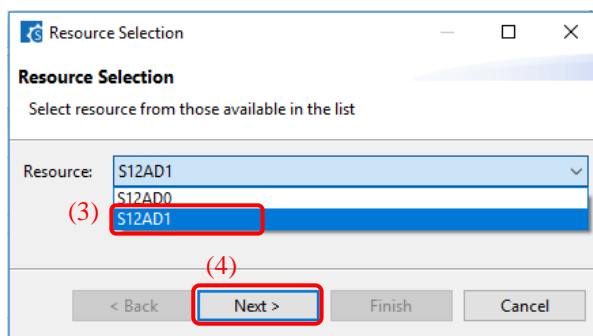 Resource Selection
Resource Selection
Select resource from those available in the list
Resource: S12AD1
S12AD0
(3) S12AD1
(4)
< Back Next > Finish Cancel